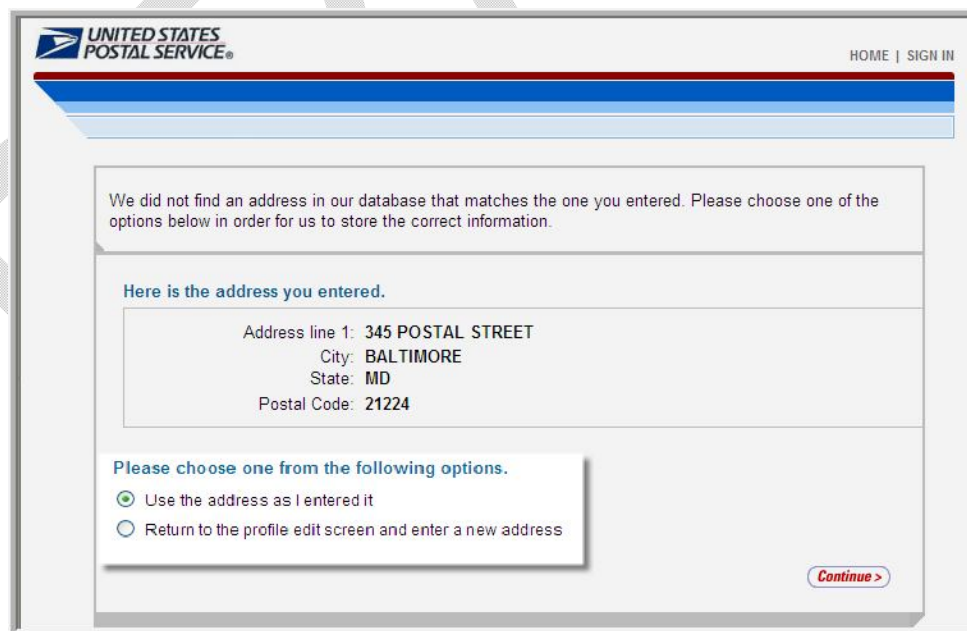 UNITED STATES
POSTAL SERVICE®
HOME | SIGN IN
We did not find an address in our database that matches the one you entered. Please choose one of the
options below in order for us to store the correct information.
Here is the address you entered.
Address line 1: 345 POSTAL STREET
City: BALTIMORE
State: MD
Postal Code: 21224
Please choose one from the following options.
Use the address as I entered it
Return to the profile edit screen and enter a new address
Continue >